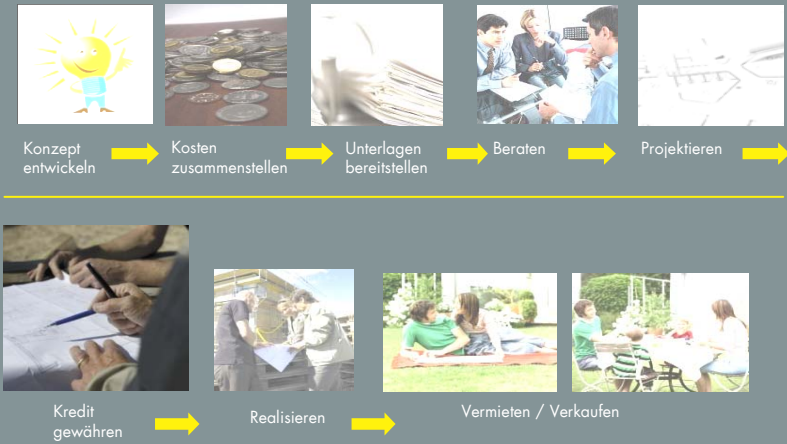 Konzept
entwickeln
Kosten
zusammenstellen
Unterlagen
bereitstellen
Beraten
Projektieren
Kredit
gewähren
Realisieren
Vermieten / Verkaufen